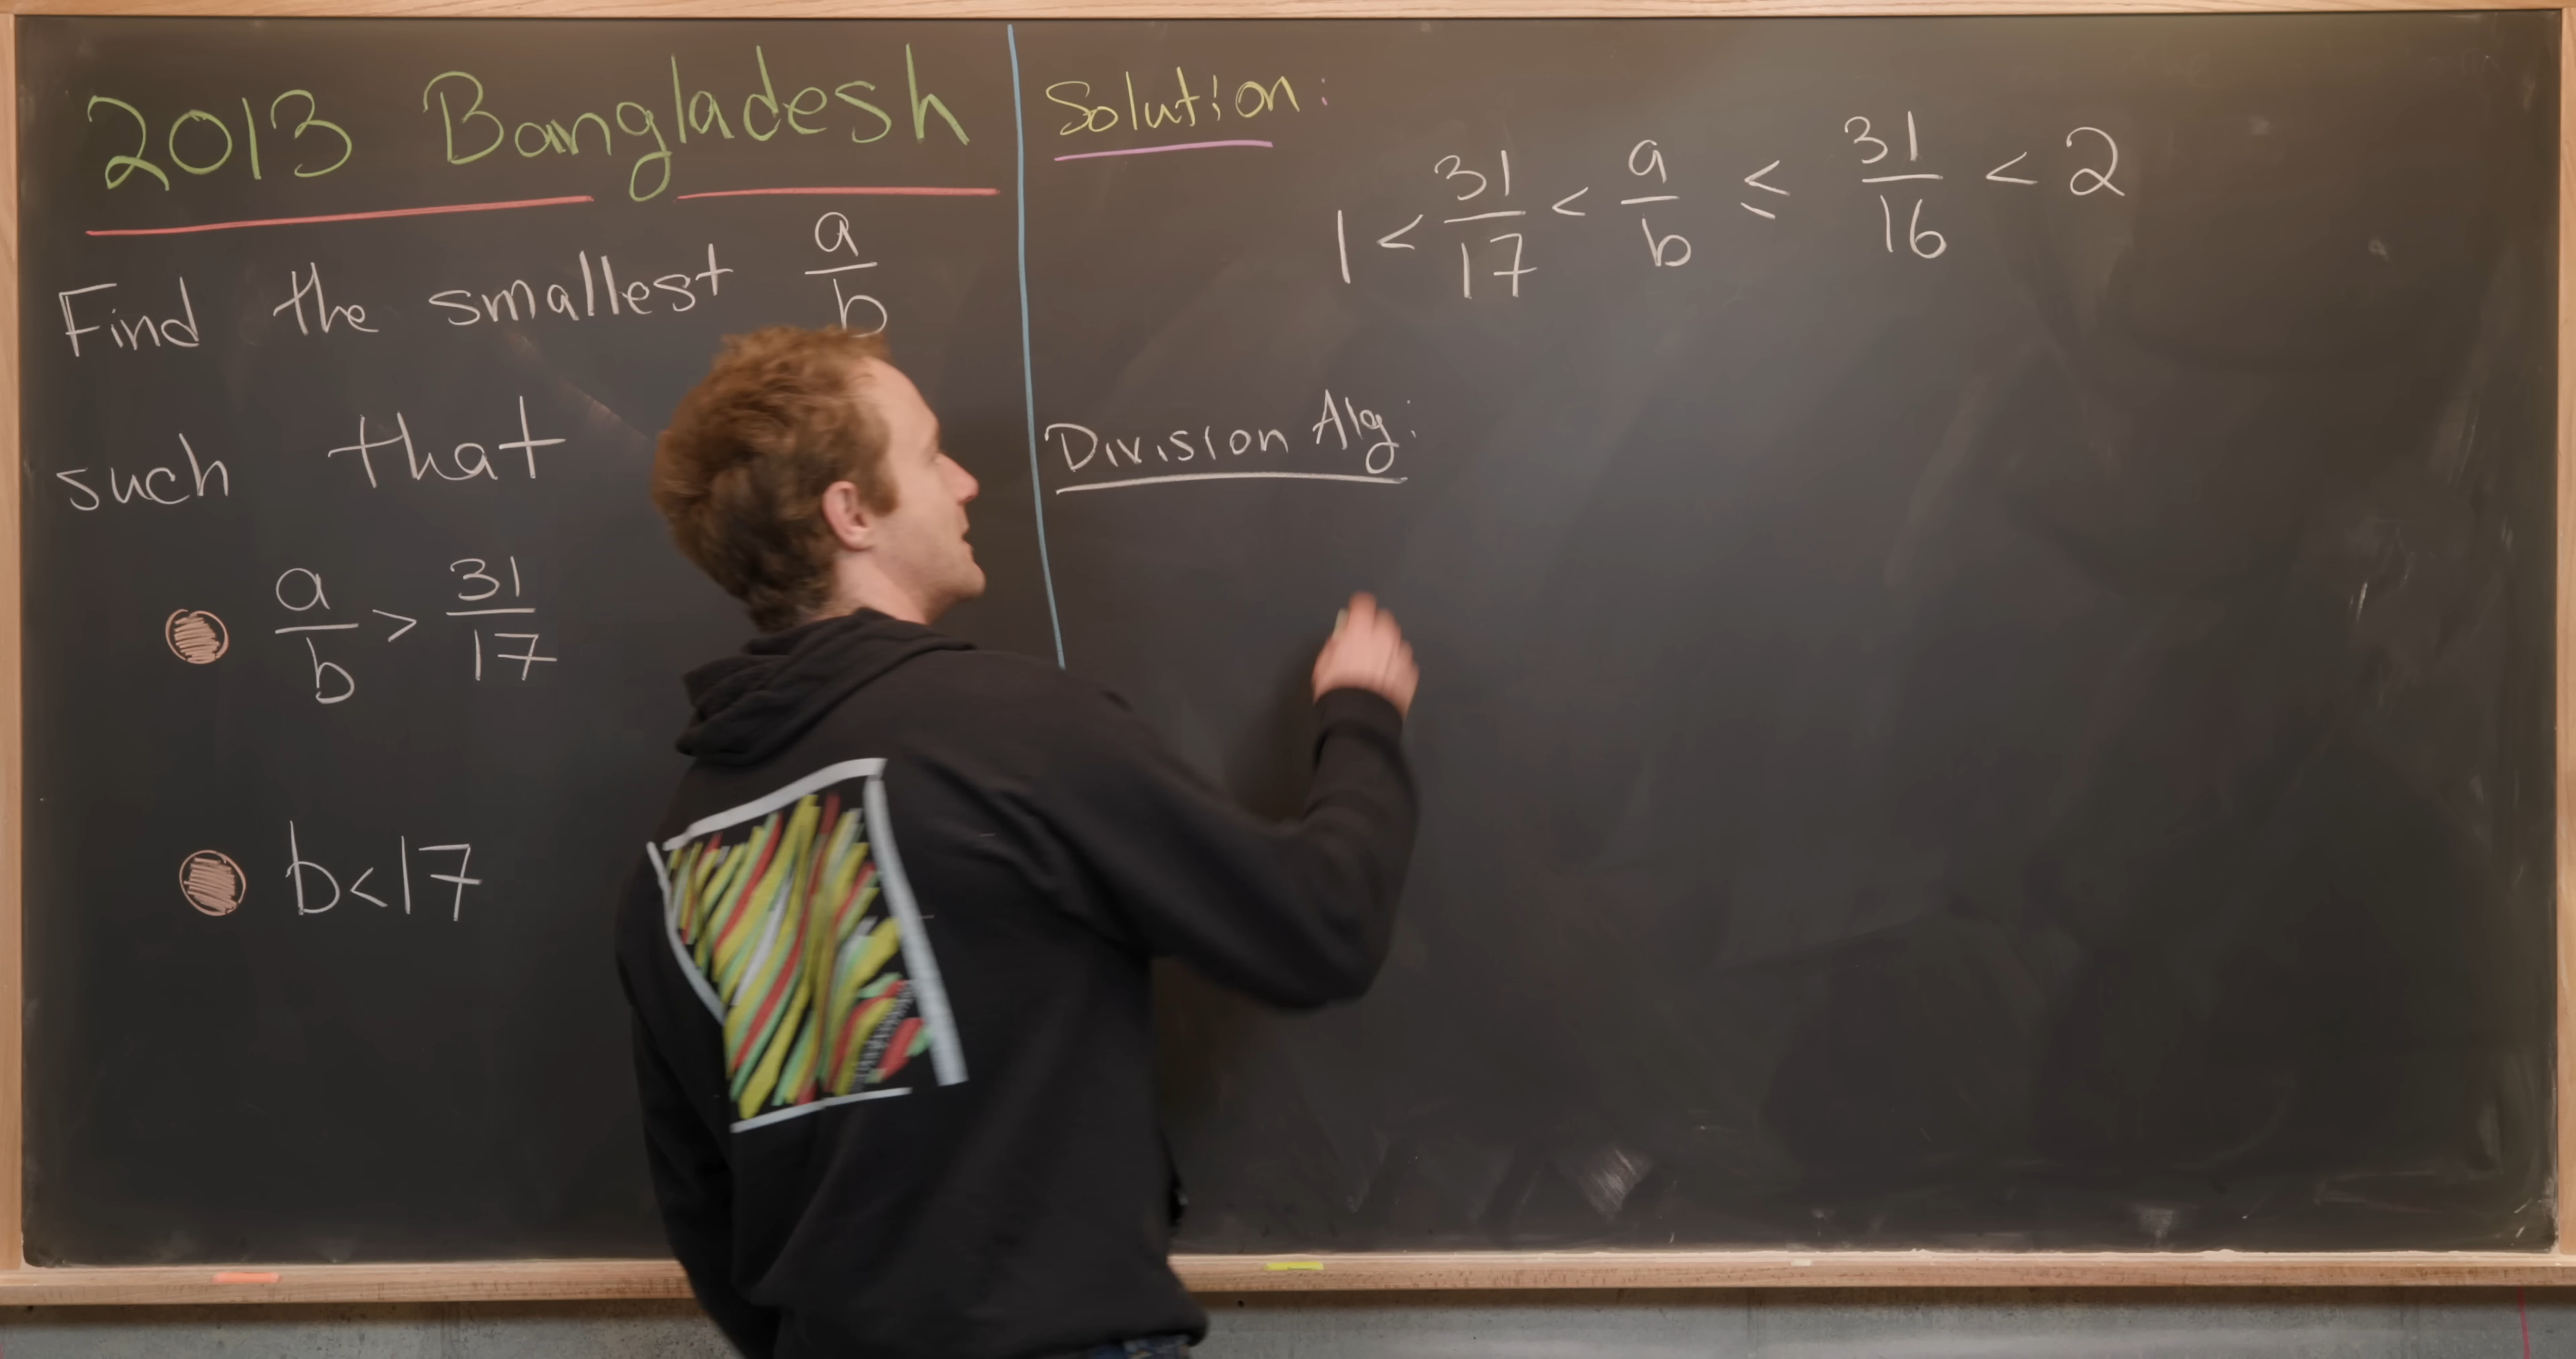 2013 Bangladesh
Find the smallest a/b
such that
a/b > 31/17
b<17
Solution:
1 < 31/17 < a/b ≤ 31/16 < 2
Division Alg: